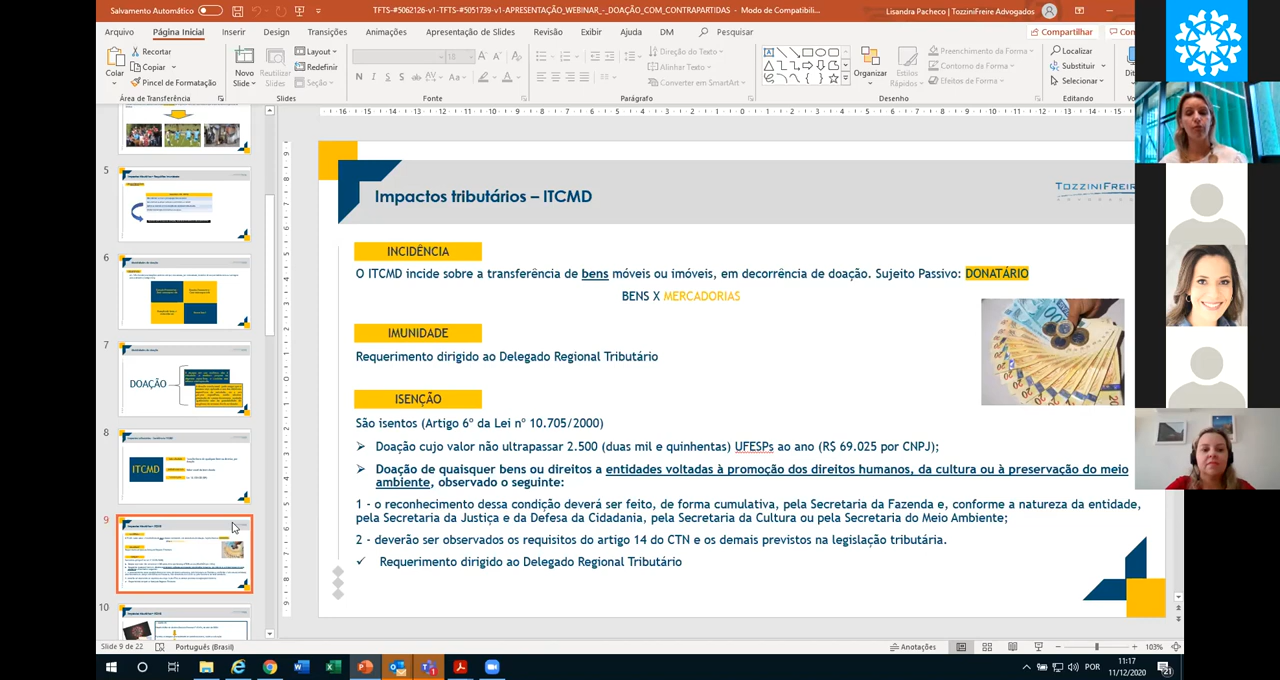 Salvamento Automático
TFTS-#5062126-v1-TFTS-#5051739-v1-APRESENTAÇÃO_WEBINAR_-_DOAÇÃO_COM_CONTRAPARTIDAS - Modo de Compatibili...
Lisandra Pacheco | TozziniFreire Advogados
Arquivo Página Inicial Inserir Design Transições Animações Apresentação de Slides Revisão Exibir Ajuda DM Pesquisar
Compartilhar
Colar
Recortar
Copiar
Pincel de Formatação
Novo Slide
Reutilizar Slides
Layout
Redefinir
Seção
18
Direção do Texto
Alinhar Texto
Converter em SmartArt
Organizar
Estilos Rápidos
Preenchimento da Forma
Contorno da Forma
Efeitos de Forma
Localizar
Substituir
Selecionar
Área de Transferência Slides Fonte Parágrafo Desenho Editando
5
6
7
DOAÇÃO
8
ITCMD
9
10
Impactos tributários – ITCMD
TOZZINIFREIRE
INCIDÊNCIA
O ITCMD incide sobre a transferência de bens móveis ou imóveis, em decorrência de doação. Sujeito Passivo: DONATÁRIO
BENS X MERCADORIAS
IMUNIDADE
Requerimento dirigido ao Delegado Regional Tributário
ISENÇÃO
São isentos (Artigo 6º da Lei nº 10.705/2000)
Doação cujo valor não ultrapassar 2.500 (duas mil e quinhentas) UFESPs ao ano (R$ 69.025 por CNPJ);
Doação de quaisquer bens ou direitos a entidades voltadas à promoção dos direitos humanos, da cultura ou à preservação do meio
ambiente, observado o seguinte:
1 - o reconhecimento dessa condição deverá ser feito, de forma cumulativa, pela Secretaria da Fazenda e, conforme a natureza da entidade,
pela Secretaria da Justiça e da Defesa da Cidadania, pela Secretaria da Cultura ou pela Secretaria do Meio Ambiente;
2 - deverão ser observados os requisitos do artigo 14 do CTN e os demais previstos na legislação tributária.
✓ Requerimento dirigido ao Delegado Regional Tributário
Slide 9 de 22
Português (Brasil)
Anotações
103%
POR
11:17
11/12/2020